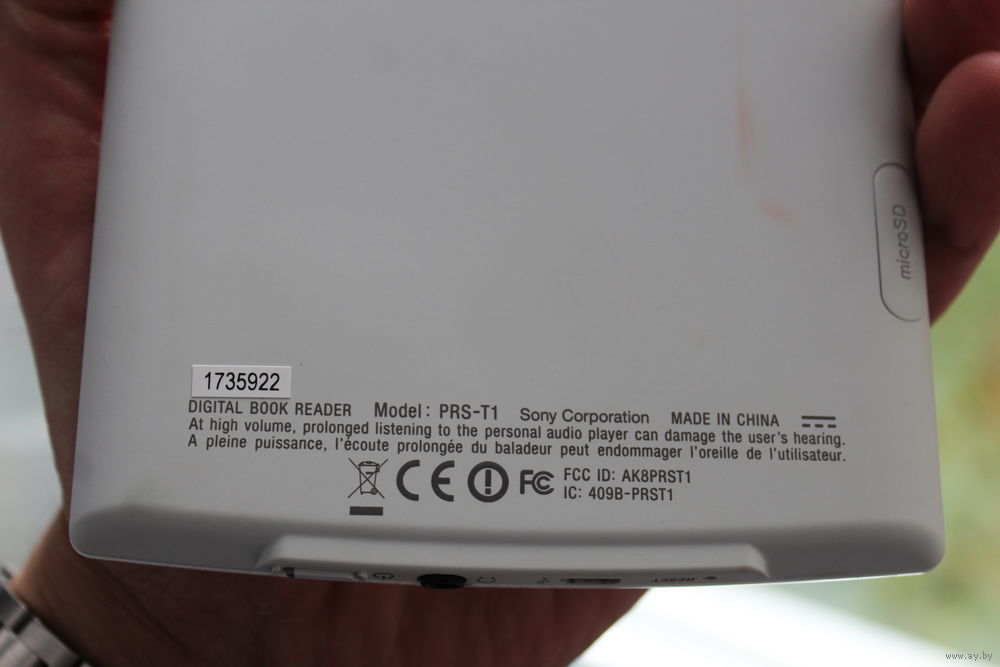 microSD
1735922
DIGITAL BOOK READER Model : PRS-T1 Sony Corporation MADE IN CHINA
At high volume, prolonged listening to the personal audio player can damage the user's hearing.
A pleine puissance, l'écoute prolongée du baladeur peut endommager l'oreille de l'utilisateur.
CE FC FCC ID: AK8PRST1
IC: 409B-PRST1
RESET
www.ay.by